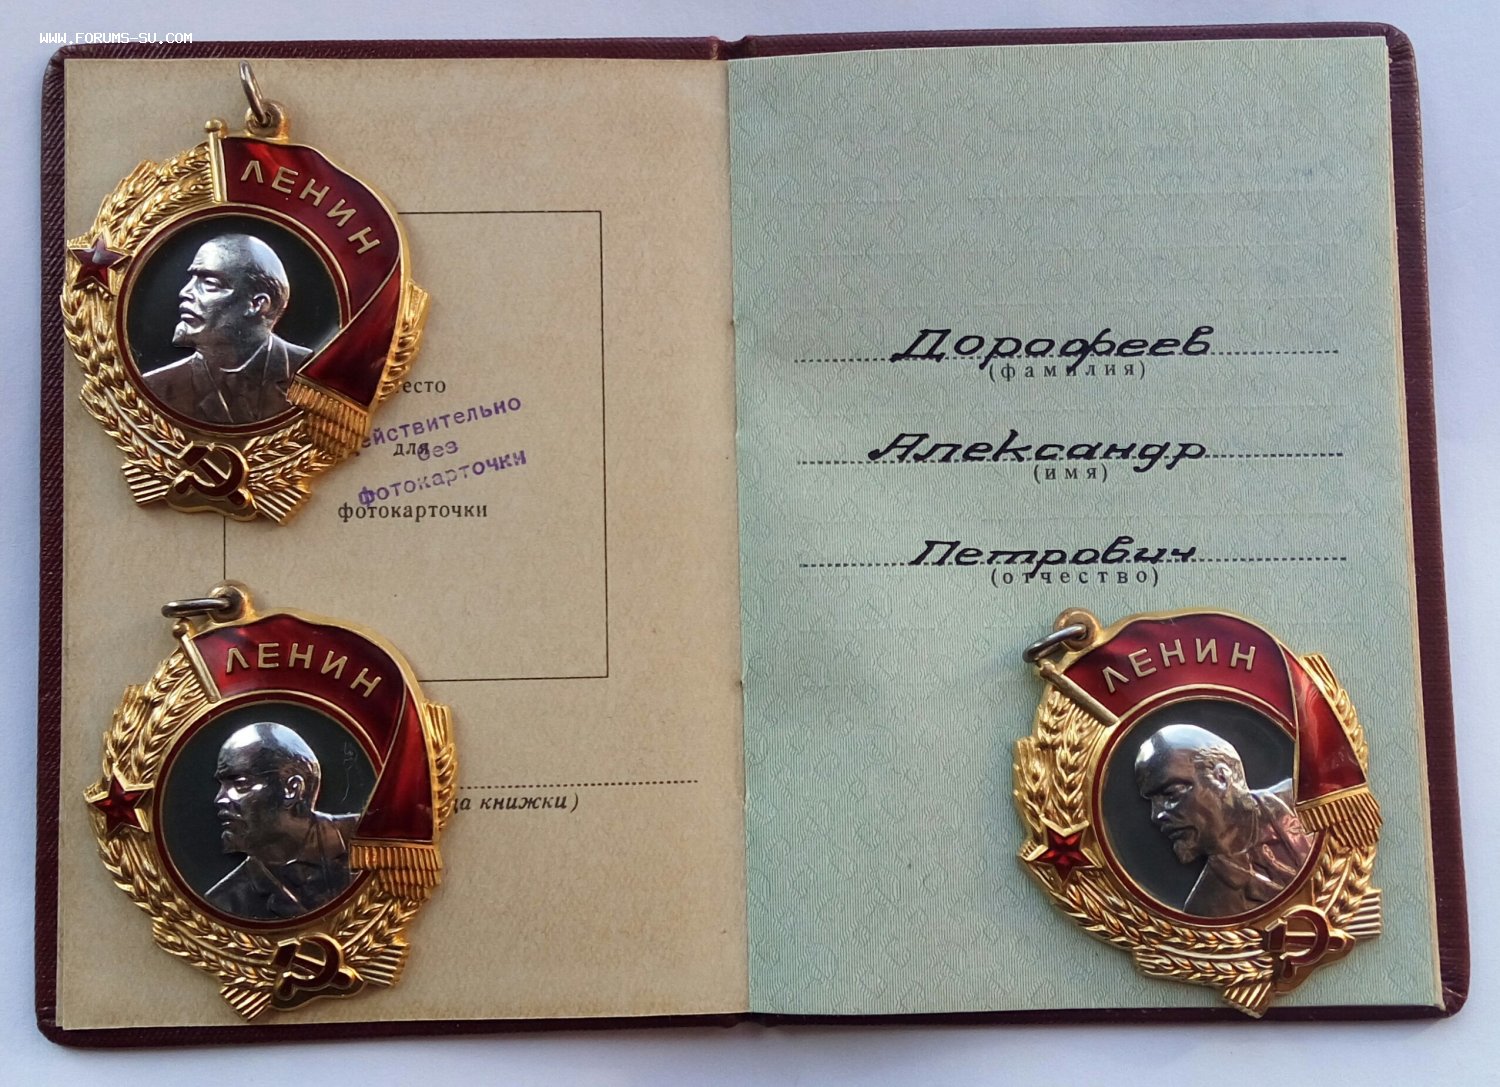 WWW.FORUMS-SU.COM
ЛЕНИН
есто
ействительно
для
без
фотокарточки
фотокарточки
ЛЕНИН
да книжки)
Дорофеев
(фамилия)
Александр
(имя)
Петрович
(отчество)
ЛЕНИН